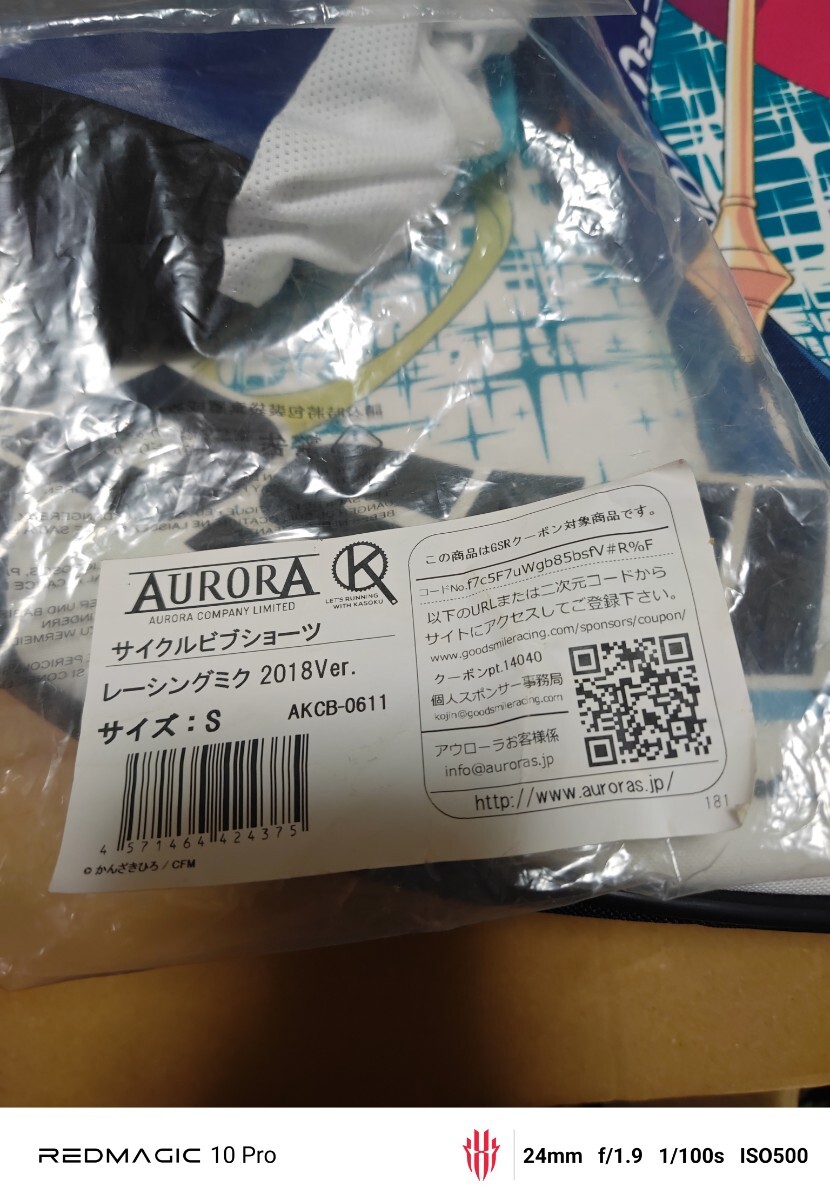 AURORA
AURORA COMPANY LIMITED
LET'S RUNNING
WITH KASOKU
サイクルビブショーツ
レーシングミク 2018Ver.
サイズ：S
AKCB-0611
4 571464 424375
© かんざきひろ / CFM
この商品はGSRクーポン対象商品です。
コードNo.f7c5F7uWgb85bsfV#R%F
以下のURLまたは二次元コードから
サイトにアクセスしてご登録下さい。
www.goodsmileracing.com/sponsors/coupon/
クーポンpt.14040
個人スポンサー事務局
kojin@goodsmileracing.com
アウローラお客様係
info@auroras.jp
http://www.auroras.jp/
181
REDMAGIC 10 Pro
24mm f/1.9 1/100s ISO500